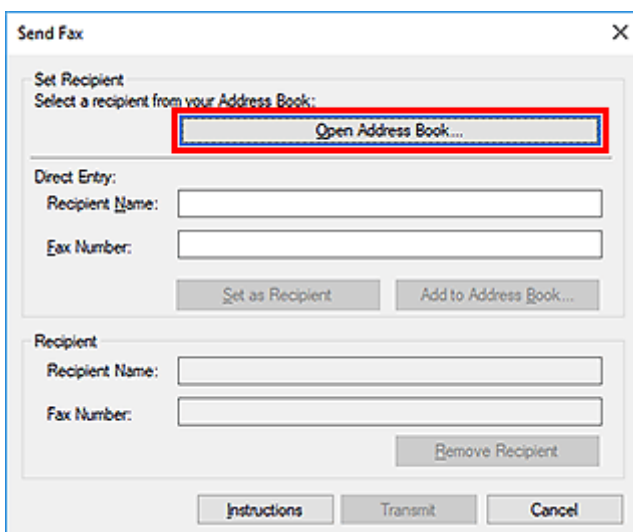 Send Fax
Set Recipient
Select a recipient from your Address Book:
Open Address Book...
Direct Entry:
Recipient Name:
Fax Number:
Set as Recipient Add to Address Book...
Recipient
Recipient Name:
Fax Number:
Remove Recipient
Instructions Transmit Cancel